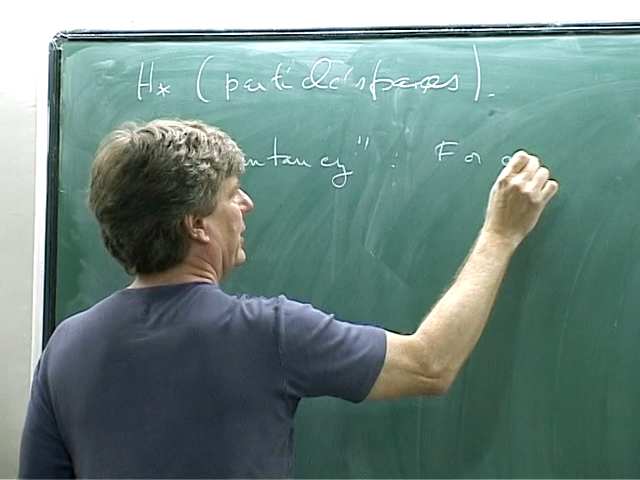 H* (particle spaces).
ntancy" : For